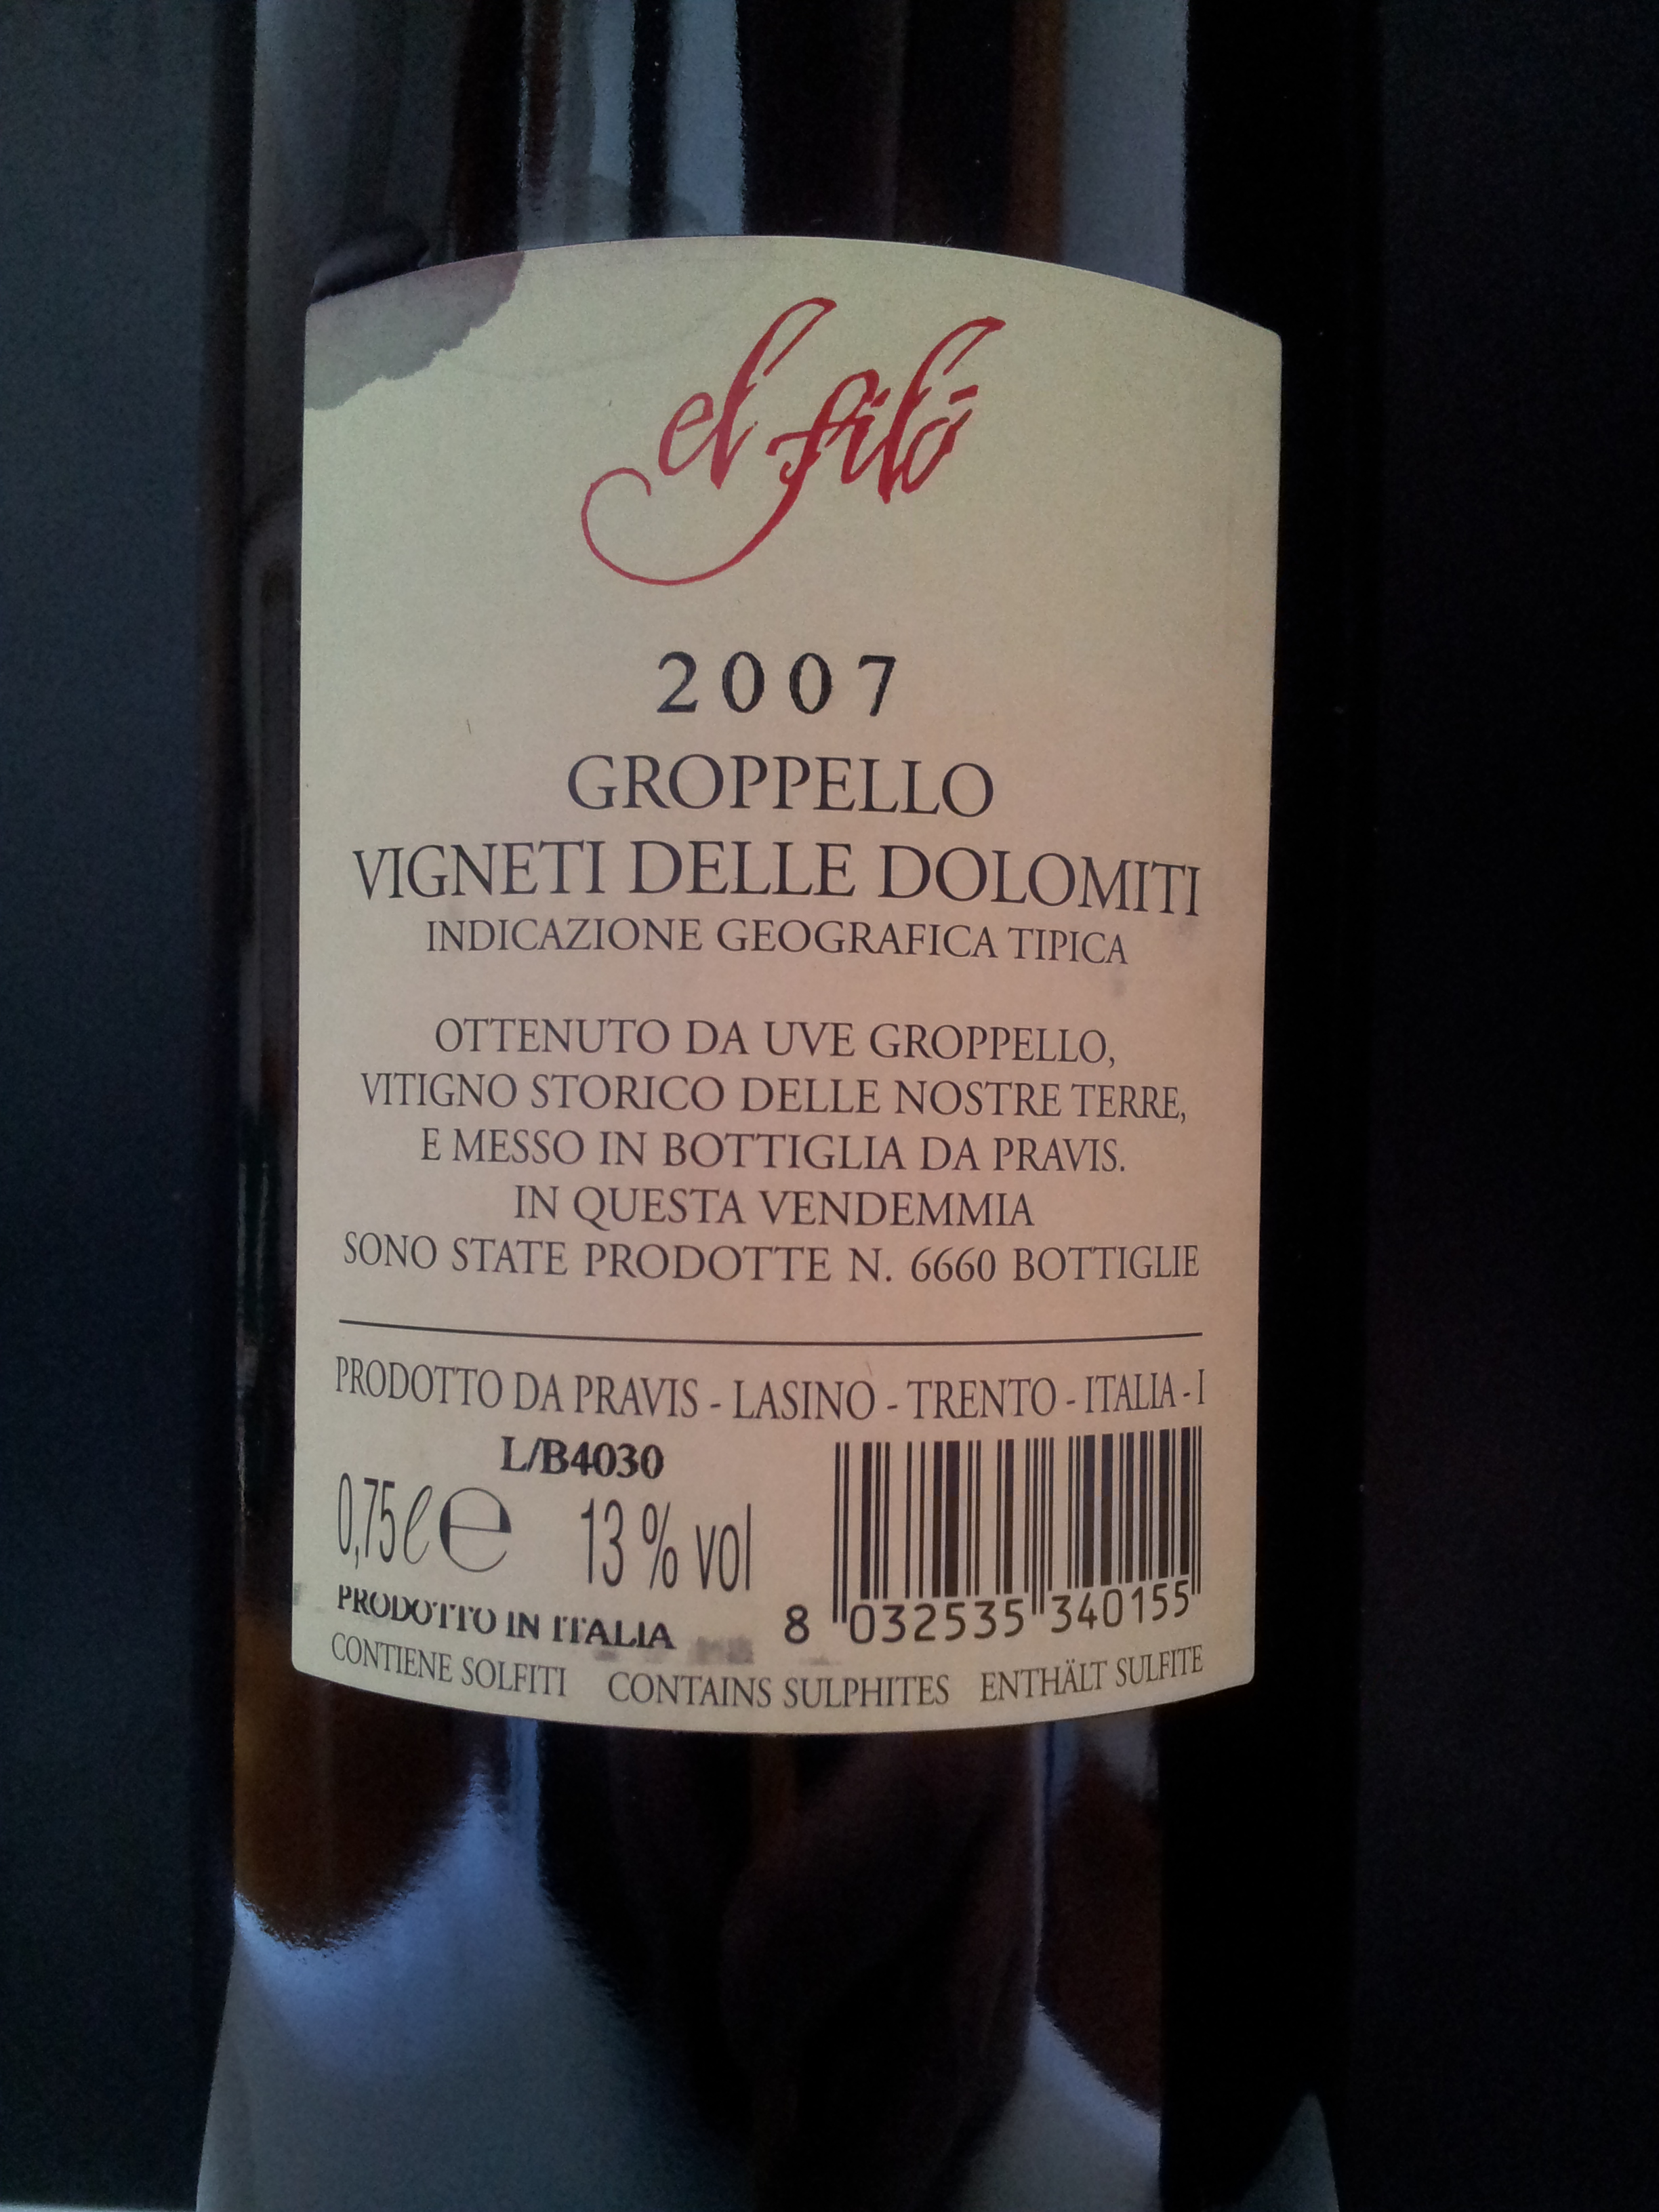 el filò
2007
GROPPELLO
VIGNETI DELLE DOLOMITI
INDICAZIONE GEOGRAFICA TIPICA
OTTENUTO DA UVE GROPPELLO,
VITIGNO STORICO DELLE NOSTRE TERRE,
E MESSO IN BOTTIGLIA DA PRAVIS.
IN QUESTA VENDEMMIA
SONO STATE PRODOTTE N. 6660 BOTTIGLIE
PRODOTTO DA PRAVIS - LASINO - TRENTO - ITALIA - I
L/B4030
0,75 ℓ ℮ 13 % vol
8 032535 340155
PRODOTTO IN ITALIA
CONTIENE SOLFITI CONTAINS SULPHITES ENTHÄLT SULFITE